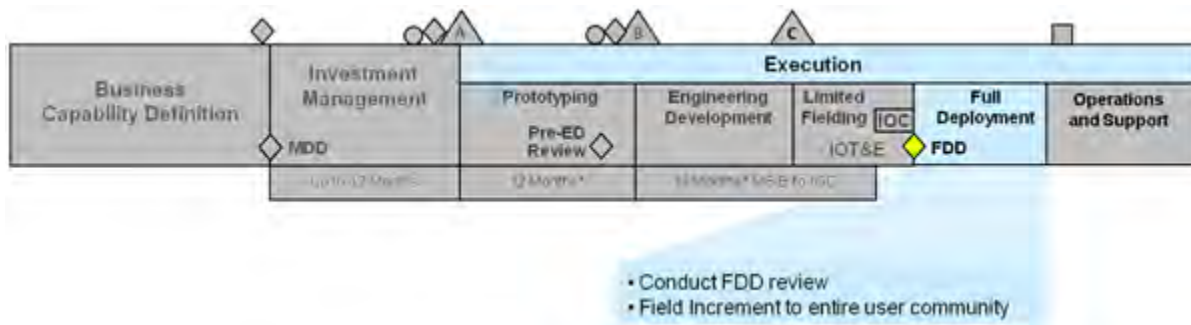 A
B
C
Execution
Business
Capability Definition
Investment
Management
Prototyping
Engineering
Development
Limited
Fielding
IOC
Full
Deployment
Operations
and Support
MDD
Pre-ED
Review
IOT&E
FDD
12 Months*
• Conduct FDD review
• Field Increment to entire user community